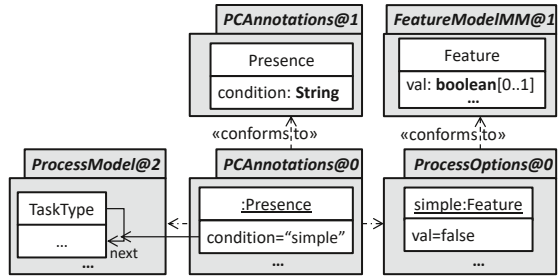 PCAnnotations@1
Presence
condition: String
FeatureModelMM@1
Feature
val: boolean[0..1]
...
«conforms to»
«conforms to»
ProcessModel@2
TaskType
...
next
...
PCAnnotations@0
:Presence
condition=“simple”
...
ProcessOptions@0
simple:Feature
val=false
...